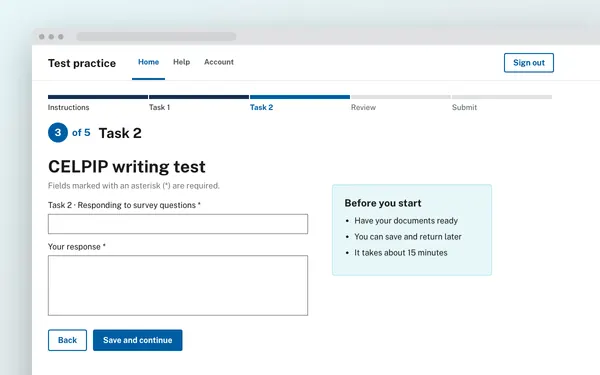 Test practice
Home
Help
Account
Sign out
Instructions
Task 1
Task 2
Review
Submit
3 of 5 Task 2
CELPIP writing test
Fields marked with an asterisk (*) are required.
Task 2 · Responding to survey questions *
Your response *
Back
Save and continue
Before you start
• Have your documents ready
• You can save and return later
• It takes about 15 minutes